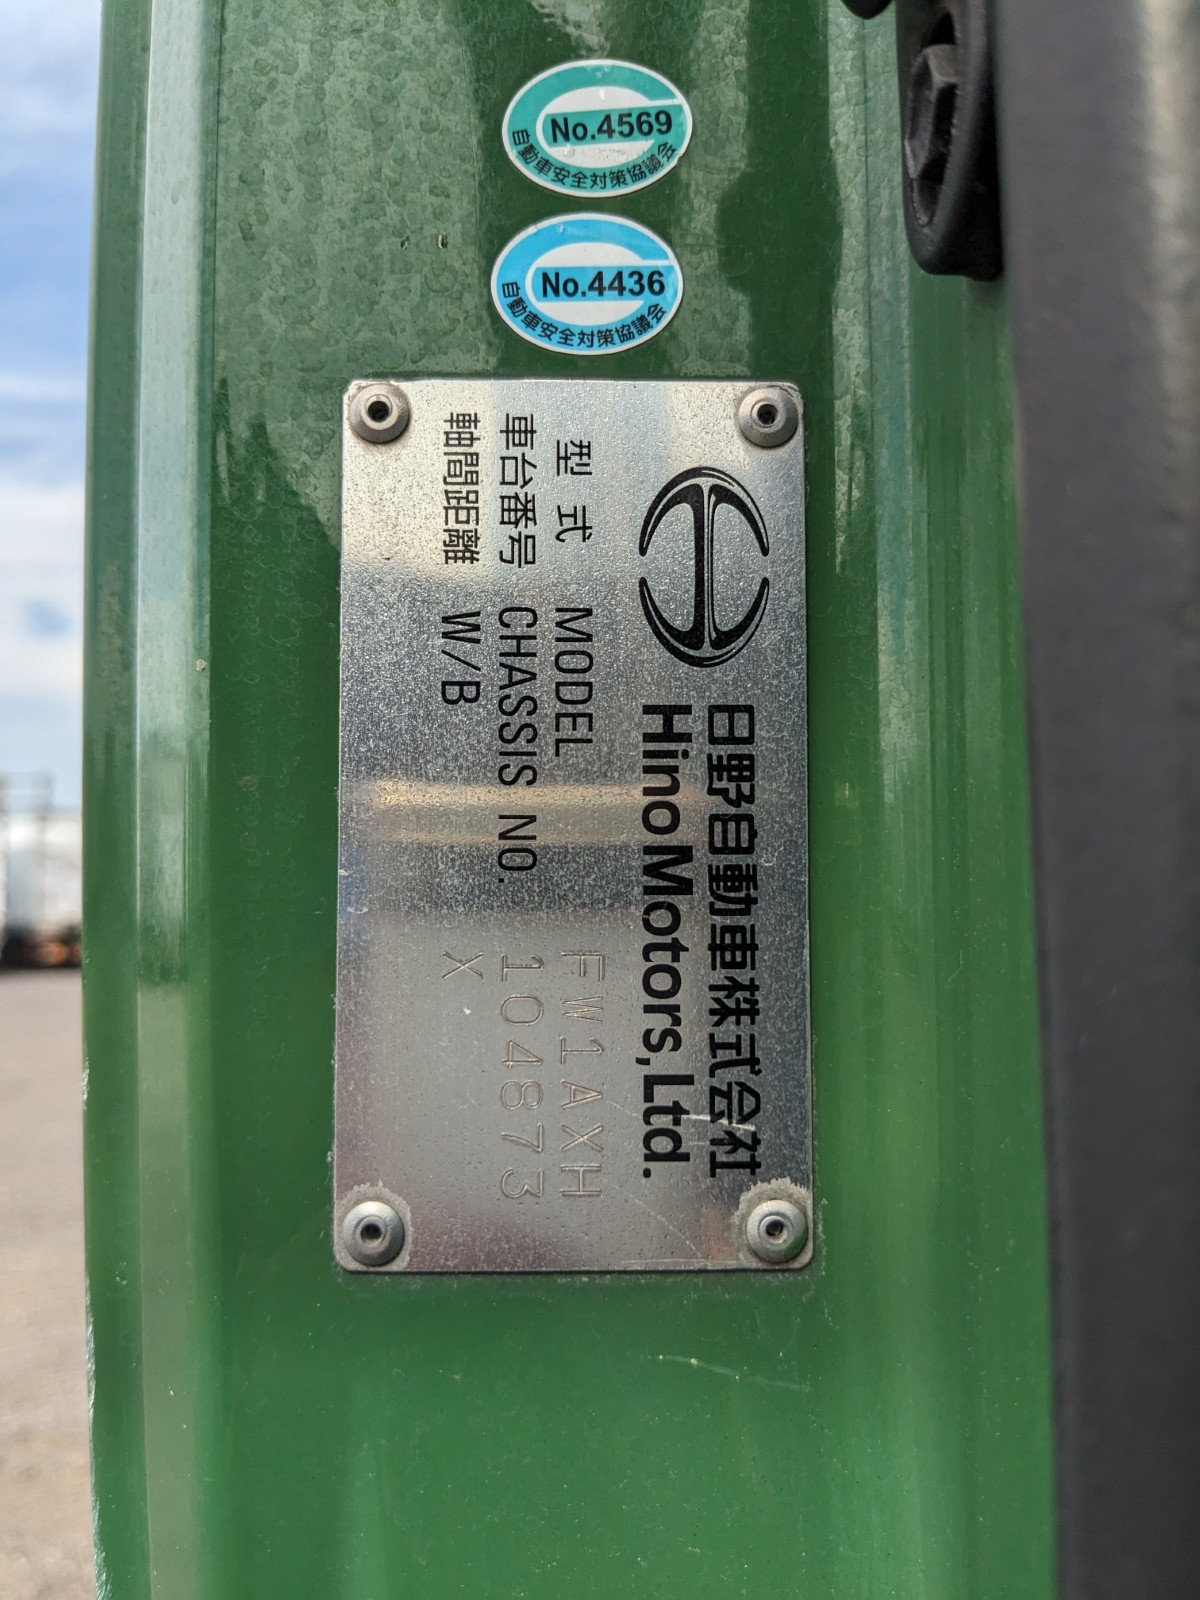 No.4569
自動車安全対策協議会
No.4436
自動車安全対策協議会
日野自動車株式会社
Hino Motors, Ltd.
型式 MODEL FW1AXH
車台番号 CHASSIS NO. 104873
軸間距離 W/B X